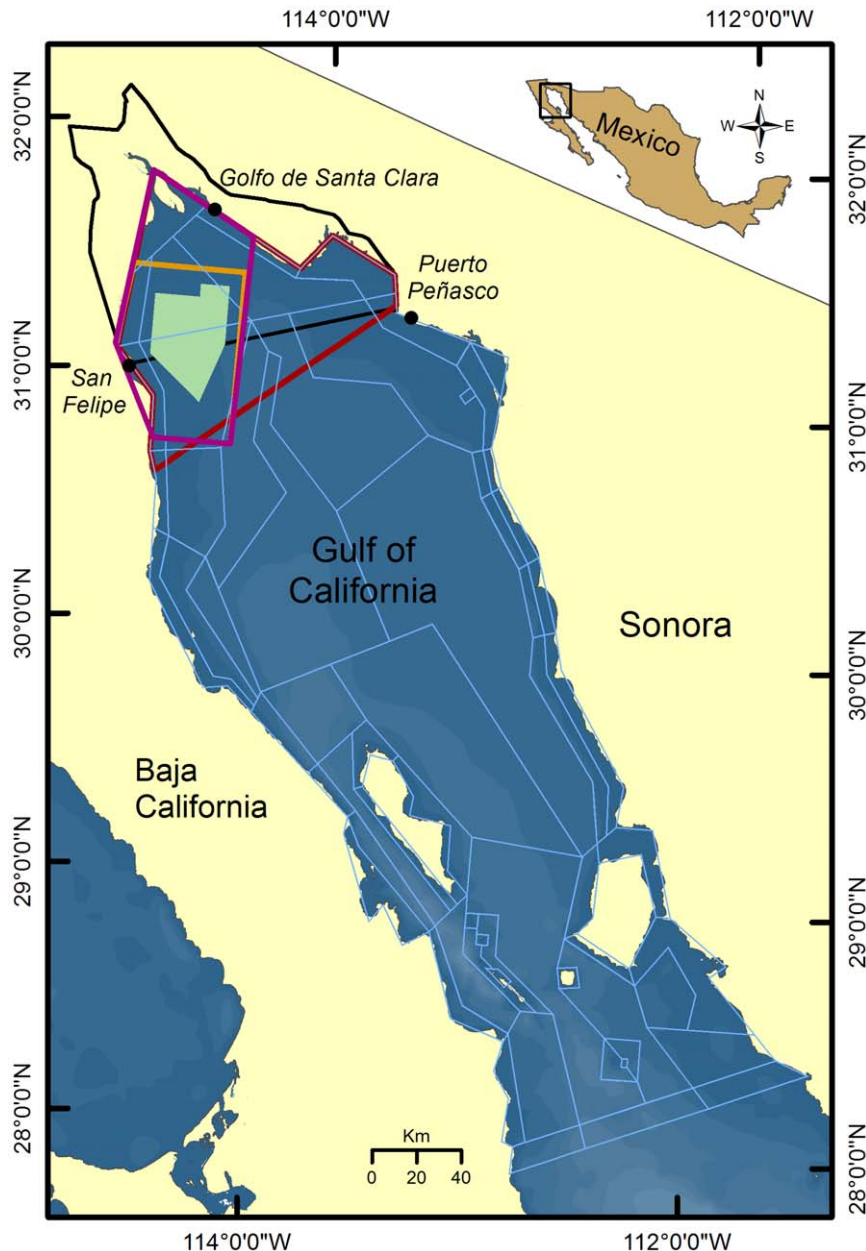 114°0'0"W
112°0'0"W
32°0'0"N
Mexico
N
W
E
S
32°0'0"N
Golfo de Santa Clara
Puerto
Peñasco
31°0'0"N
San
Felipe
31°0'0"N
Gulf of
California
30°0'0"N
Sonora
30°0'0"N
Baja
California
29°0'0"N
29°0'0"N
28°0'0"N
Km
0 20 40
28°0'0"N
114°0'0"W
112°0'0"W